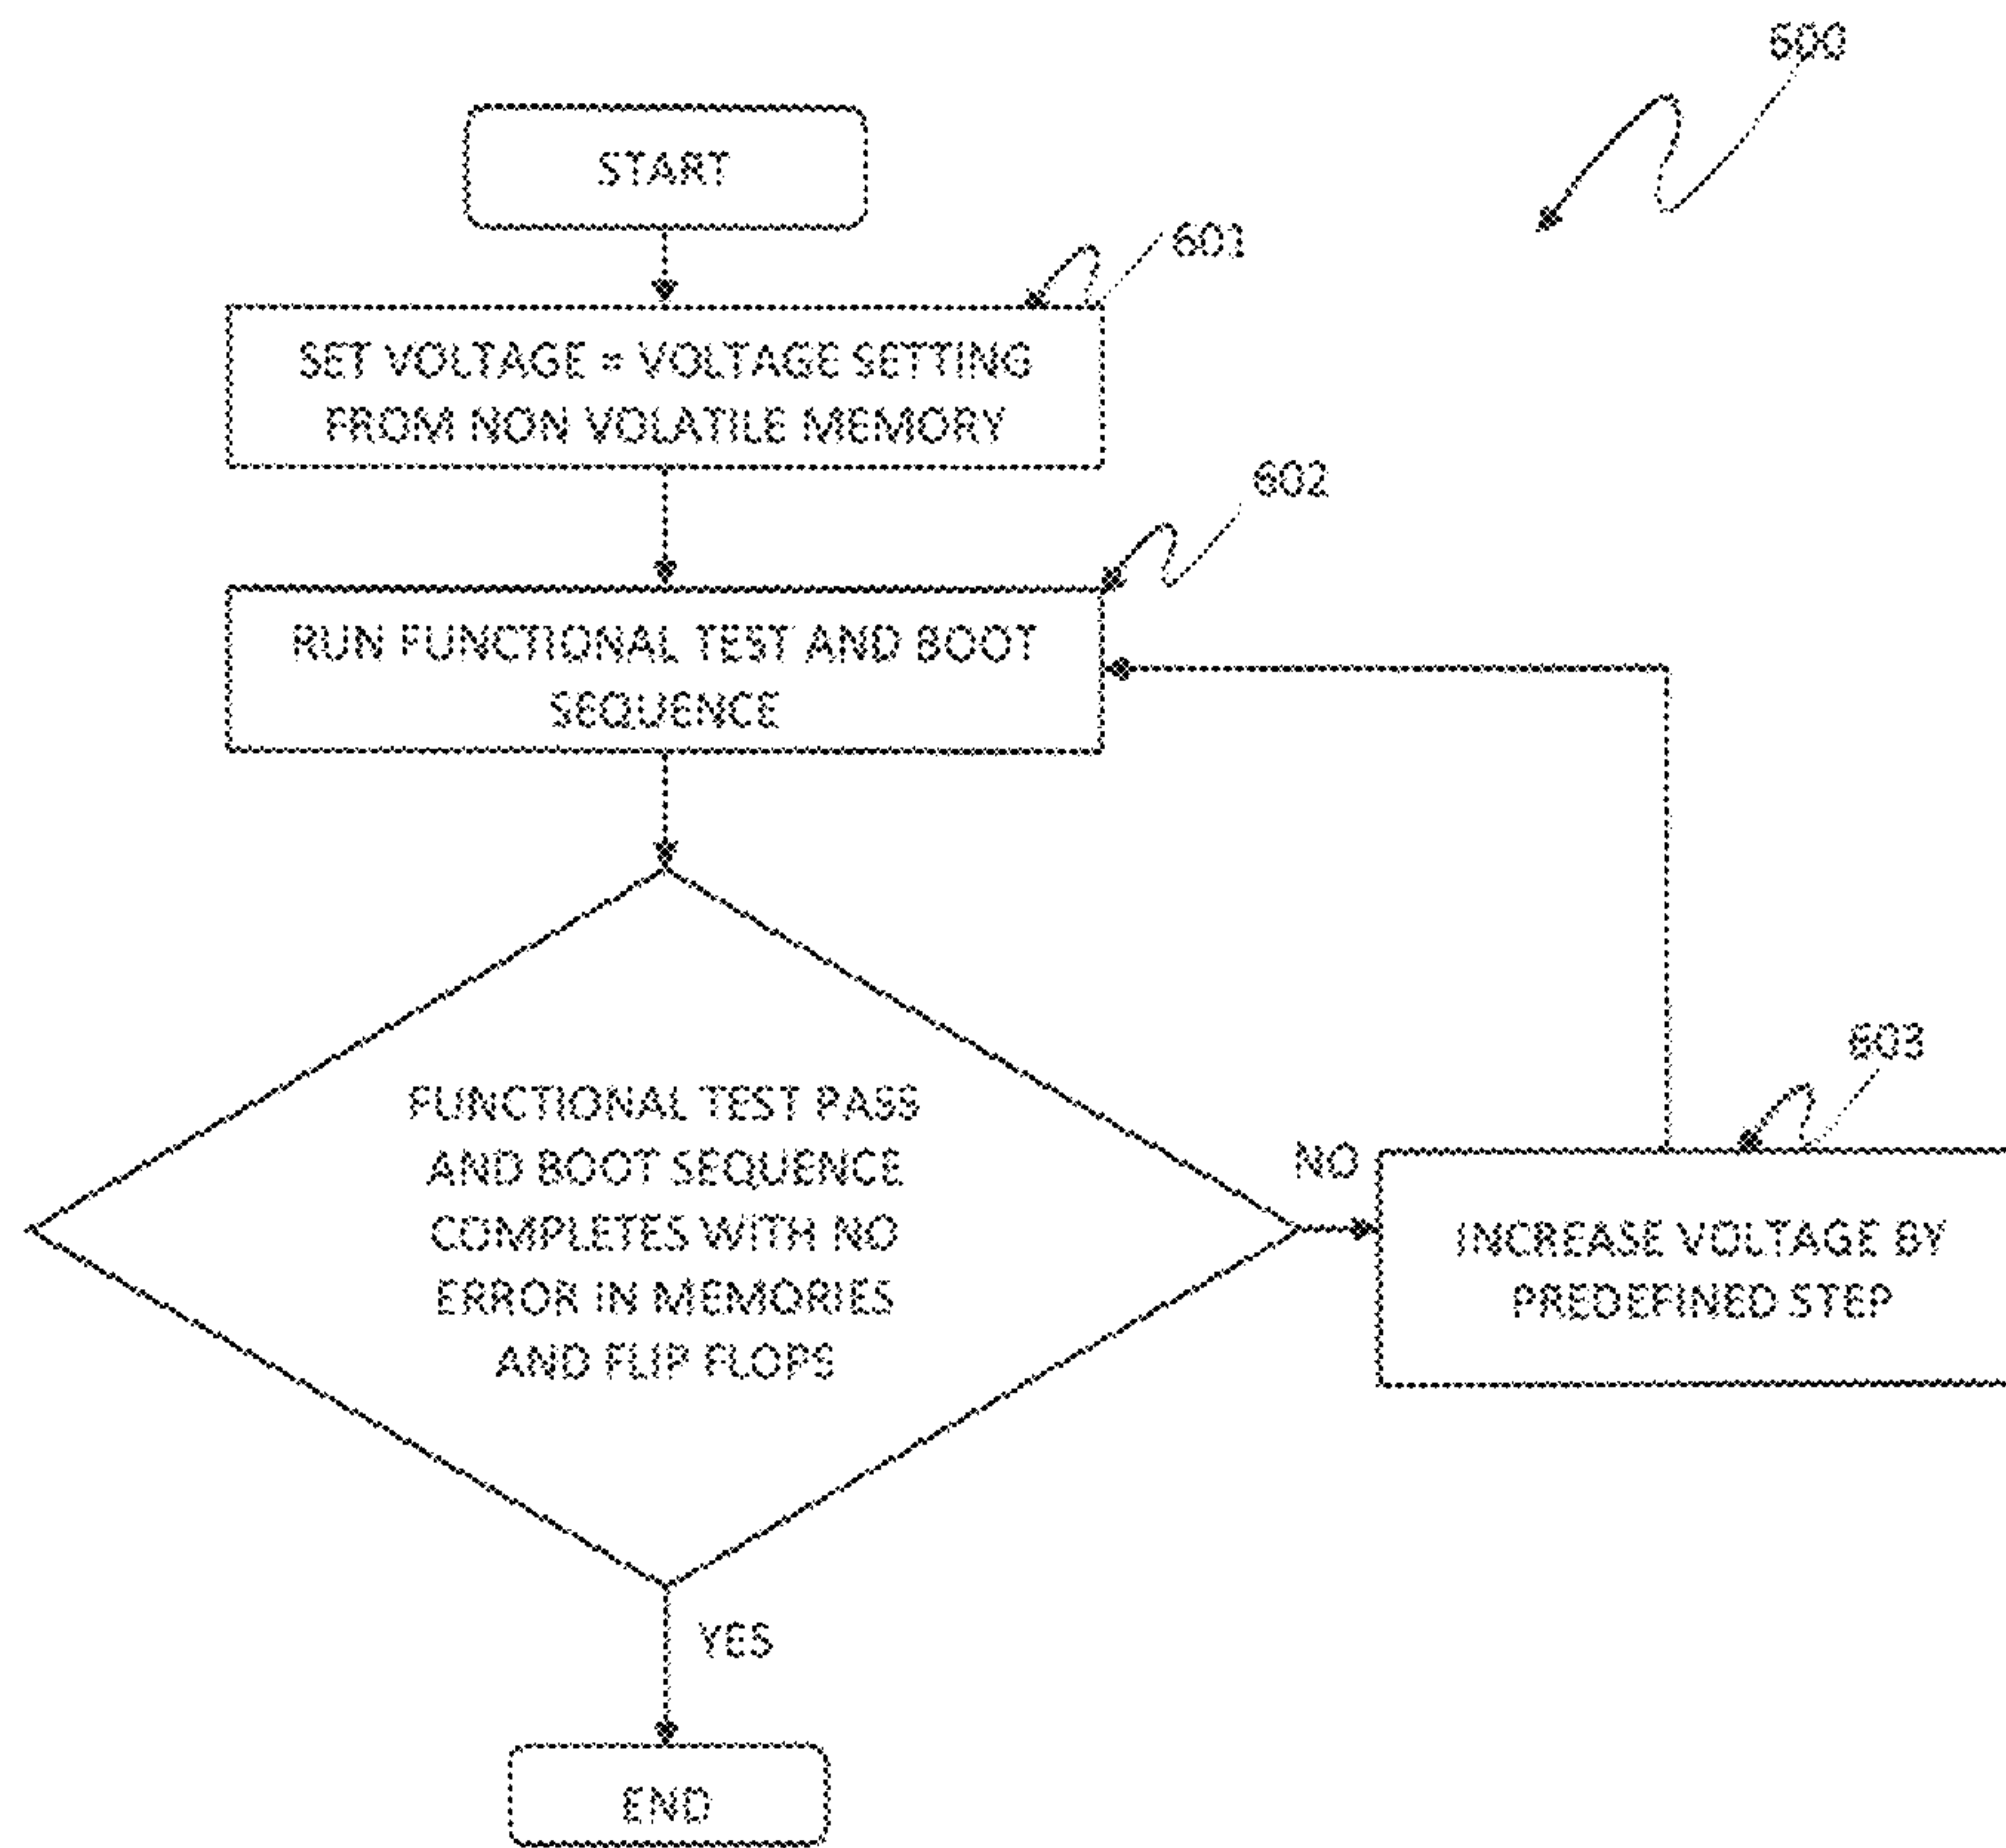 600
START
601
SET VOLTAGE = VOLTAGE SETTING
FROM NON VOLATILE MEMORY
602
RUN FUNCTIONAL TEST AND BOOT
SEQUENCE
FUNCTIONAL TEST PASS
AND BOOT SEQUENCE
COMPLETES WITH NO
ERROR IN MEMORIES
AND FLIP FLOPS
NO
603
INCREASE VOLTAGE BY
PREDEFINED STEP
YES
END